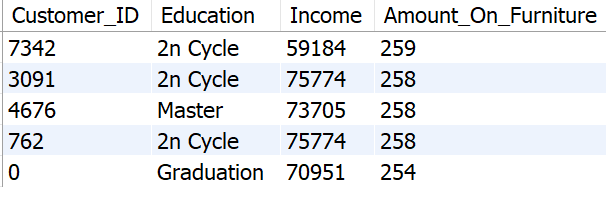 Customer_ID Education Income Amount_On_Furniture
7342 2n Cycle 59184 259
3091 2n Cycle 75774 258
4676 Master 73705 258
762 2n Cycle 75774 258
0 Graduation 70951 254